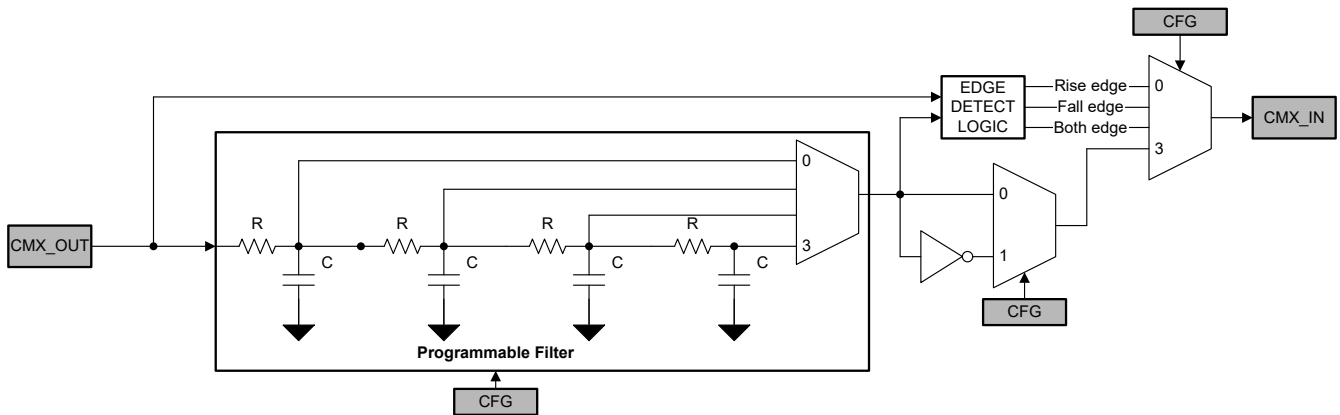 CFG
EDGE
DETECT
LOGIC
Rise edge
Fall edge
Both edge
0
3
CMX_IN
0
3
R
R
R
R
C
C
C
C
CMX_OUT
0
1
CFG
Programmable Filter
CFG